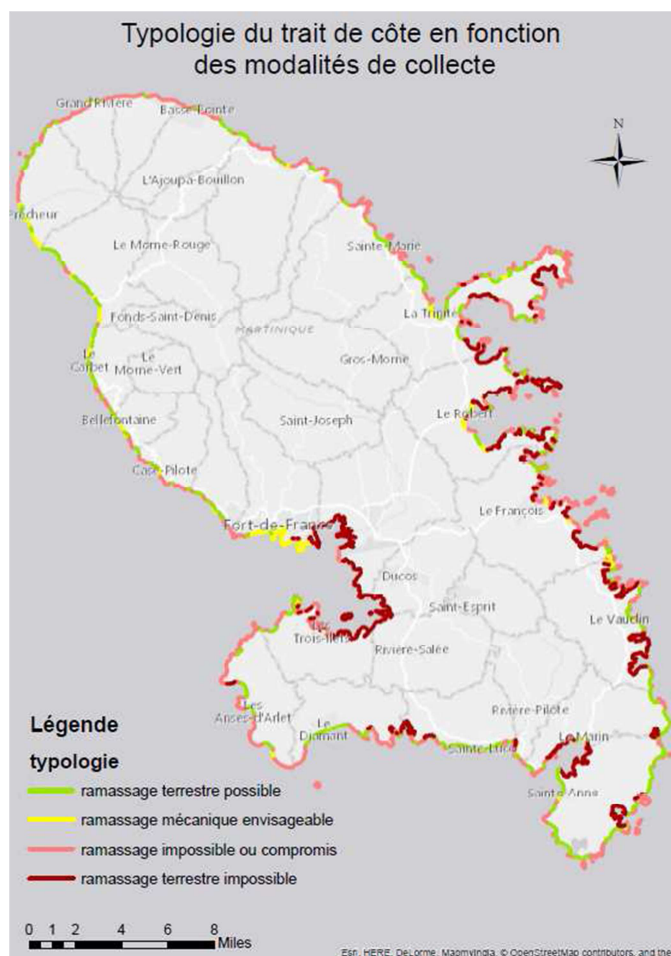 Typologie du trait de côte en fonction
des modalités de collecte
N
Grand Rivière
Basse-Pointe
L'Ajoupa-Bouillon
Prêcheur
Le Morne-Rouge
Sainte-Marie
Fonds-Saint-Denis
La Trinité
MARTINIQUE
Le
Carbet
Le
Morne-Vert
Gros-Morne
Bellefontaine
Saint-Joseph
Le Robert
Case-Pilote
Fort-de-France
Le François
Ducos
Saint-Esprit
Le Vauclin
Trois-Îlets
Rivière-Salée
Les
Anses-d'Arlet
Le
Diamant
Rivière-Pilote
Le Marin
Sainte-Luce
Sainte-Anne
Légende
typologie
ramassage terrestre possible
ramassage mécanique envisageable
ramassage impossible ou compromis
ramassage terrestre impossible
0 1 2 4 6 8
Miles
Esri, HERE, DeLorme, MapmyIndia, © OpenStreetMap contributors, and the